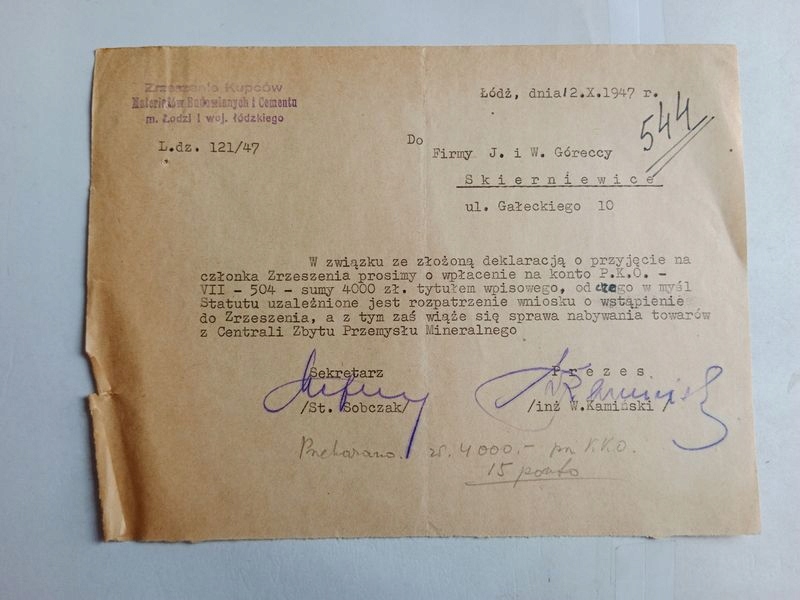 Zrzeszenie Kupców
Materiałów Budowlanych i Cementu
m. Łodzi i woj. łódzkiego
Łódź, dnia 12.X.1947 r.
544
L.dz. 121/47
Do
Firmy J. i W. Góreccy
Skierniewice
ul. Gałeckiego 10
W związku ze złożoną deklaracją o przyjęcie na
członka Zrzeszenia prosimy o wpłacenie na konto P.K.O. -
VII - 504 - sumy 4000 zł. tytułem wpisowego, od czego w myśl
Statutu uzależnione jest rozpatrzenie wniosku o wstąpienie
do Zrzeszenia, a z tym zaś wiąże się sprawa nabywania towarów
z Centrali Zbytu Przemysłu Mineralnego
Sekretarz
Prezes
/St. Sobczak/
/inż W.Kamiński /
Przekazano zł. 4000.- pr K.K.O.
15 porto